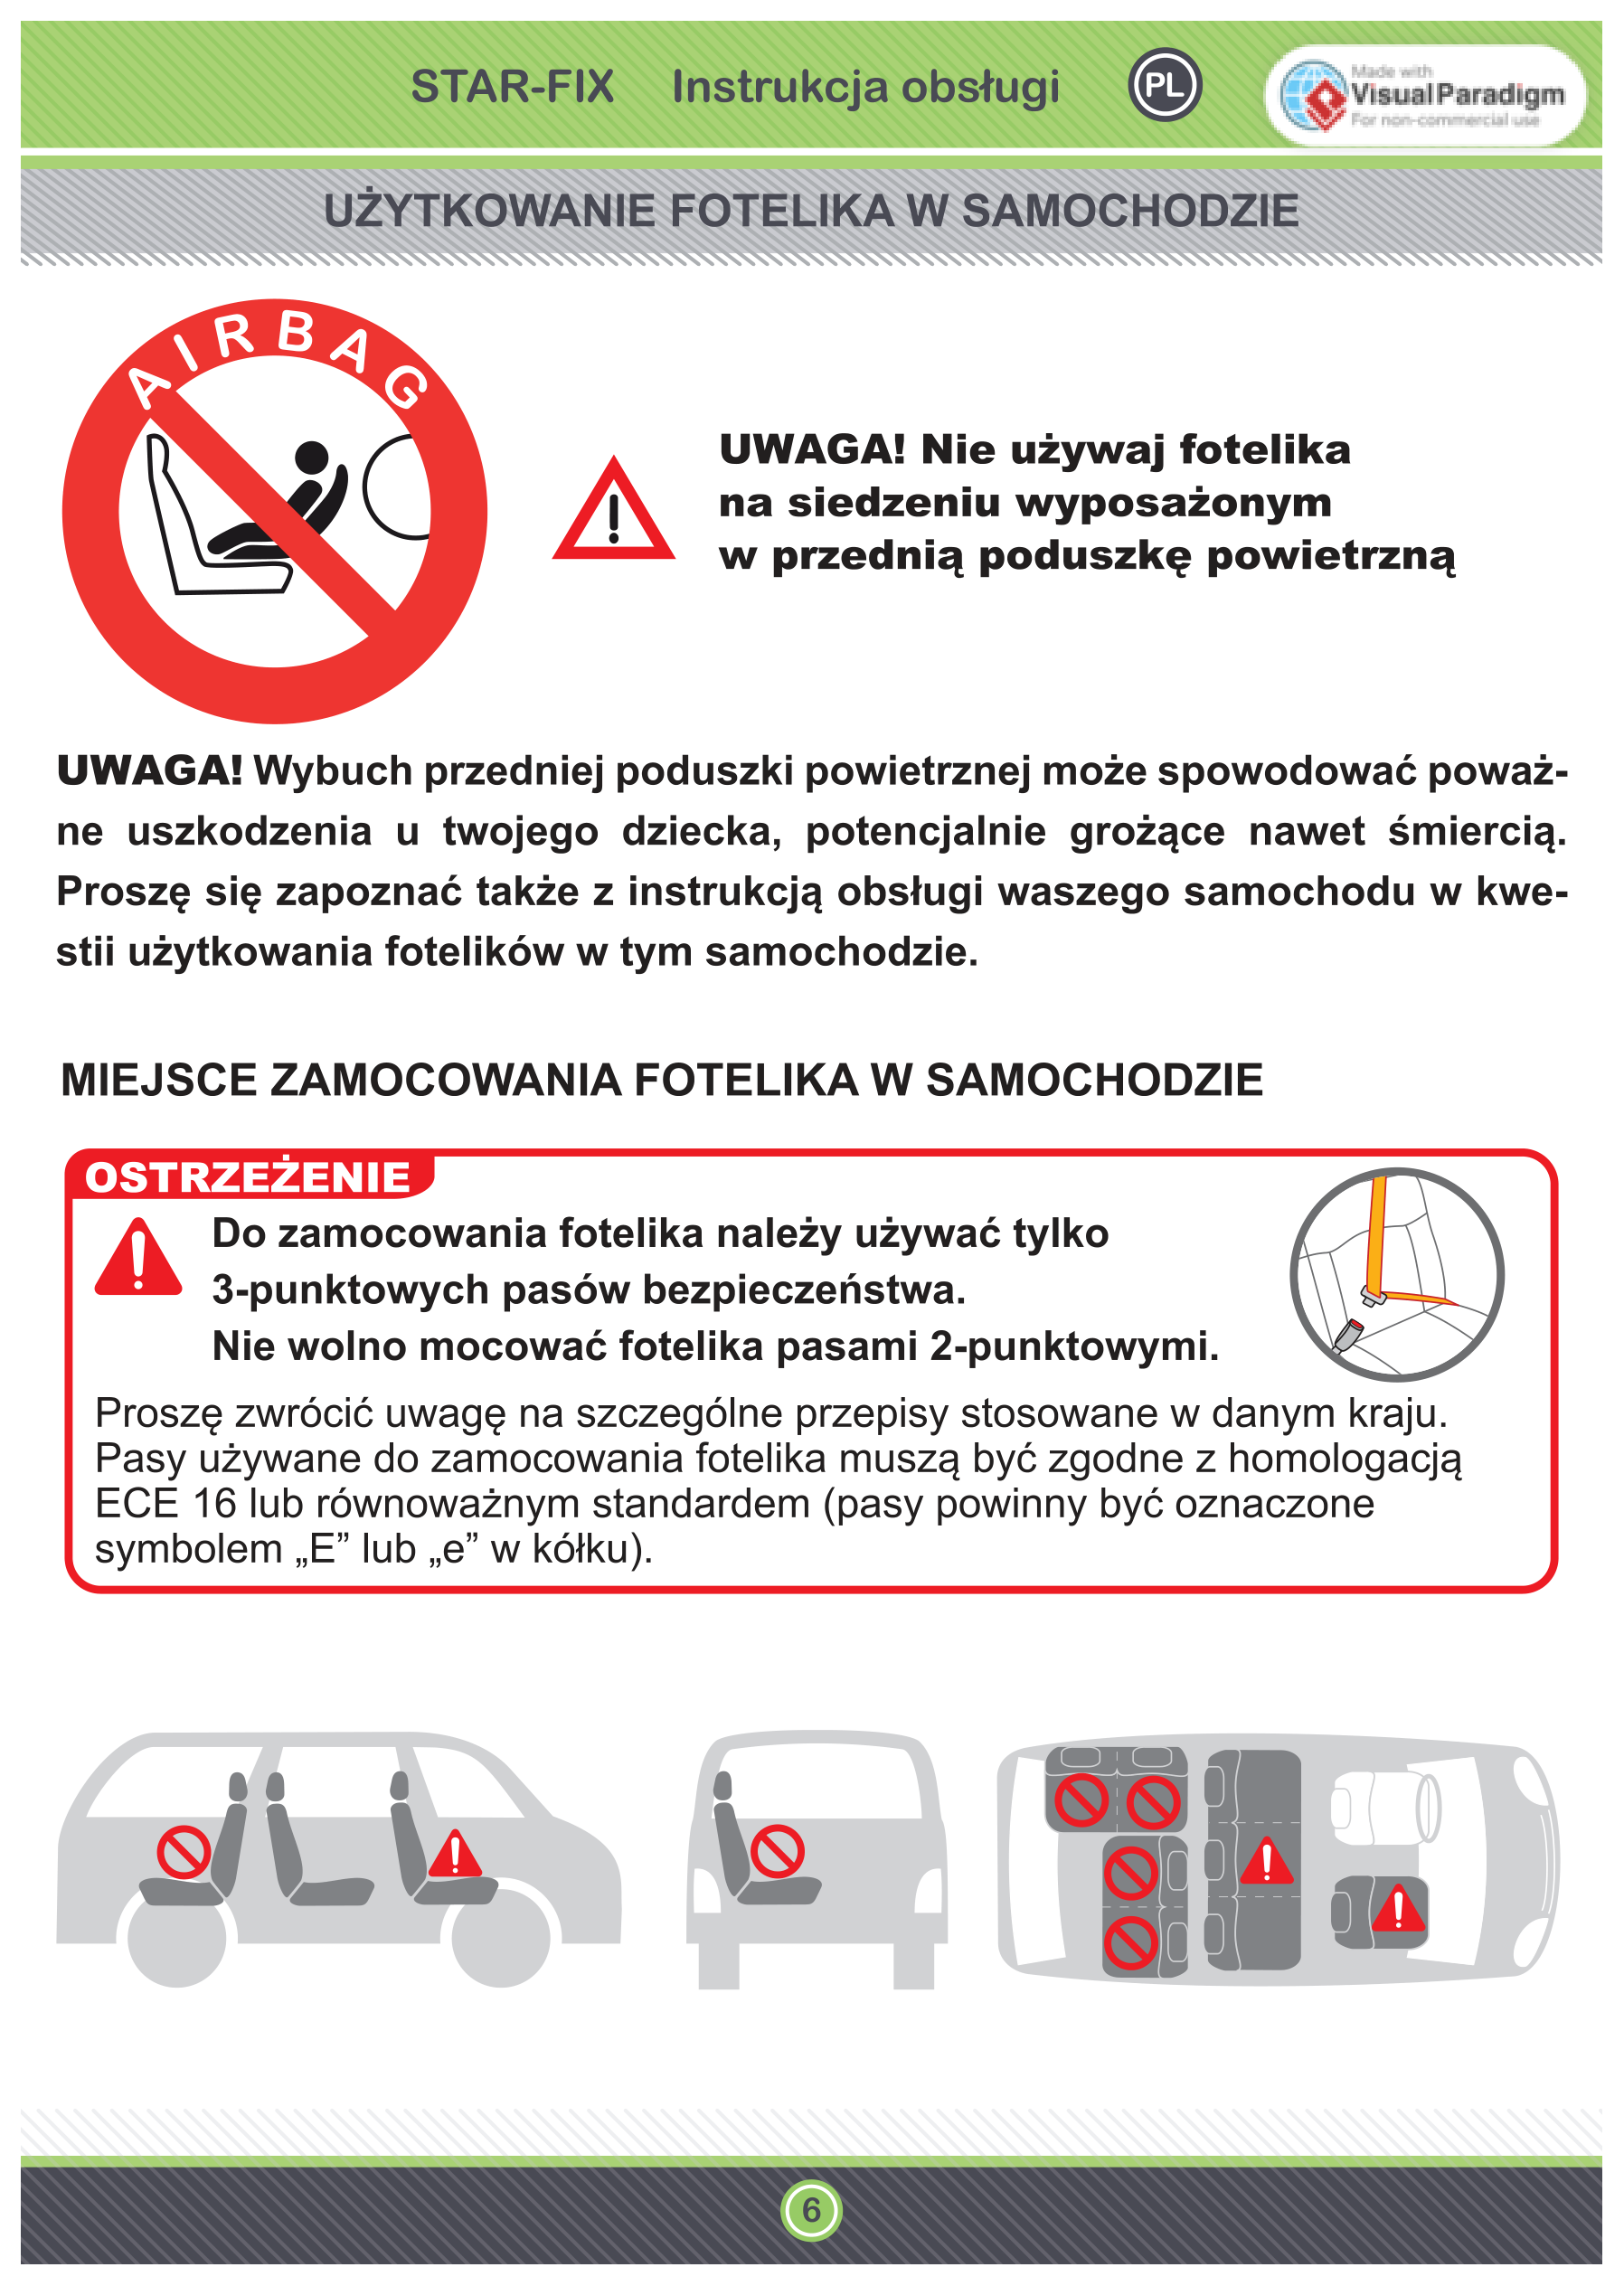 STAR-FIX Instrukcja obsługi PL
Made with
Visual Paradigm
For non-commercial use
UŻYTKOWANIE FOTELIKA W SAMOCHODZIE
AIRBAG
UWAGA! Nie używaj fotelika
na siedzeniu wyposażonym
w przednią poduszkę powietrzną
UWAGA! Wybuch przedniej poduszki powietrznej może spowodować poważ-
ne uszkodzenia u twojego dziecka, potencjalnie grożące nawet śmiercią.
Proszę się zapoznać także z instrukcją obsługi waszego samochodu w kwe-
stii użytkowania fotelików w tym samochodzie.
MIEJSCE ZAMOCOWANIA FOTELIKA W SAMOCHODZIE
OSTRZEŻENIE
Do zamocowania fotelika należy używać tylko
3-punktowych pasów bezpieczeństwa.
Nie wolno mocować fotelika pasami 2-punktowymi.
Proszę zwrócić uwagę na szczególne przepisy stosowane w danym kraju.
Pasy używane do zamocowania fotelika muszą być zgodne z homologacją
ECE 16 lub równoważnym standardem (pasy powinny być oznaczone
symbolem „E” lub „e” w kółku).
6